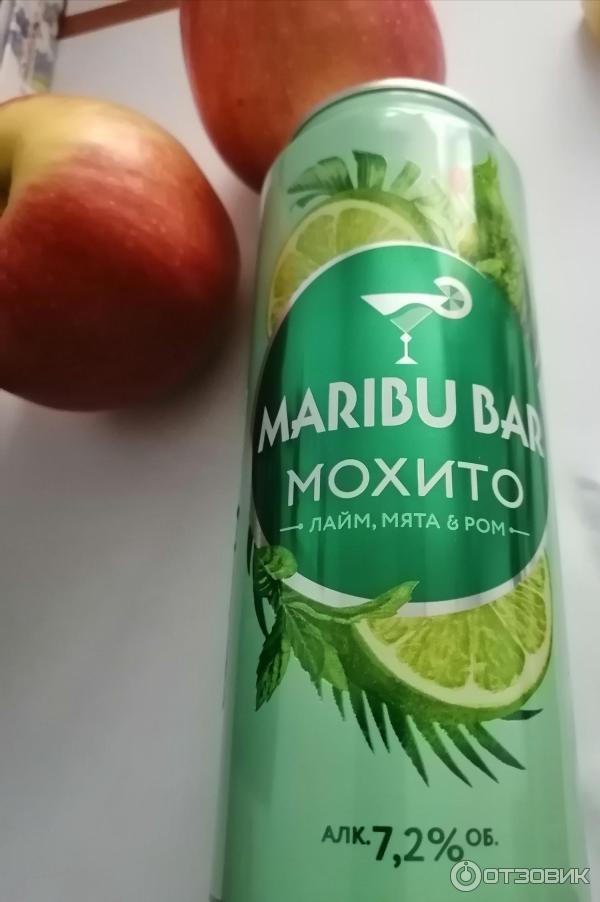 MARIBU BAR
МОХИТО
ЛАЙМ, МЯТА & РОМ
АЛК. 7,2% ОБ.
ОТЗОВИК